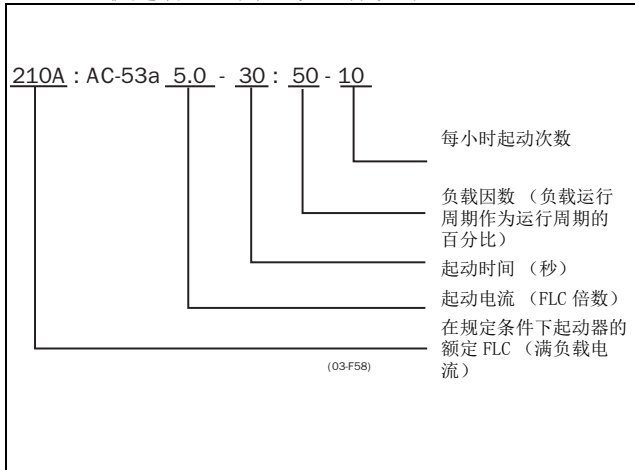 210A : AC-53a 5.0 - 30 : 50 - 10
每小时起动次数
负载因数 （负载运行
周期作为运行周期的
百分比）
起动时间 （秒）
起动电流 （FLC 倍数）
在规定条件下起动器的
额定 FLC （满负载电
流）
(03-F58)